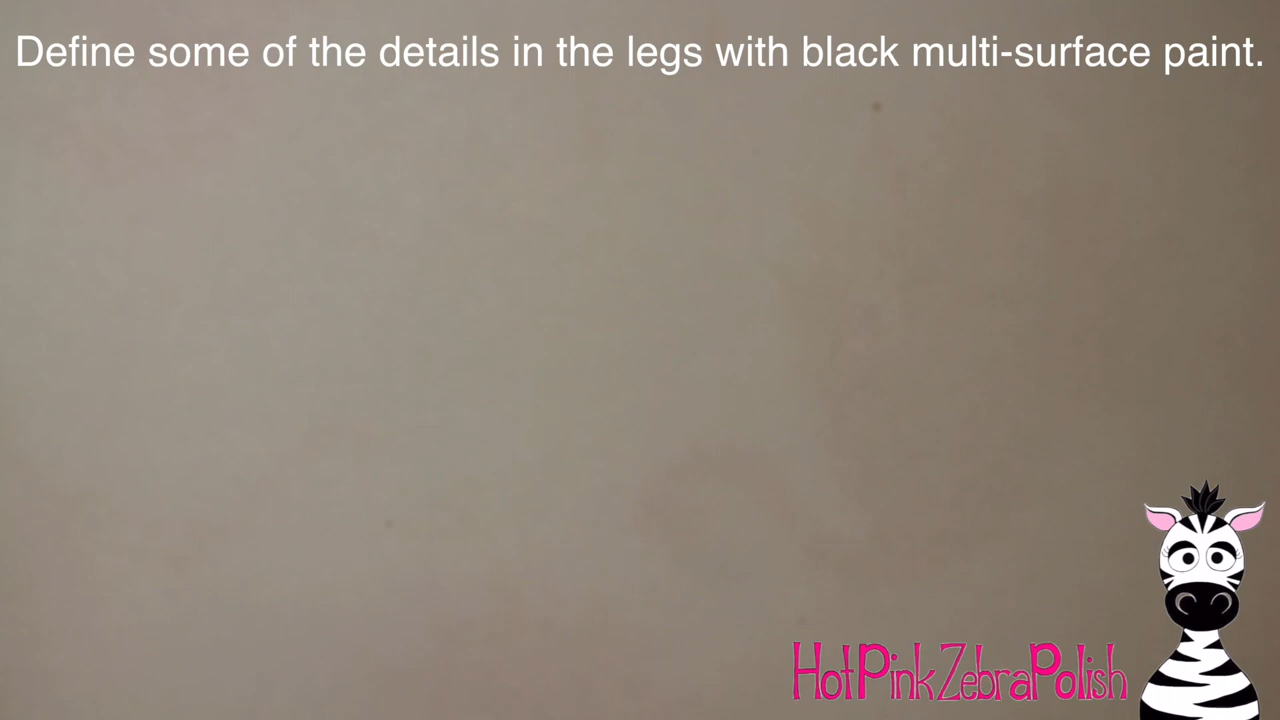 Define some of the details in the legs with black multi-surface paint.
HotPinkZebraPolish